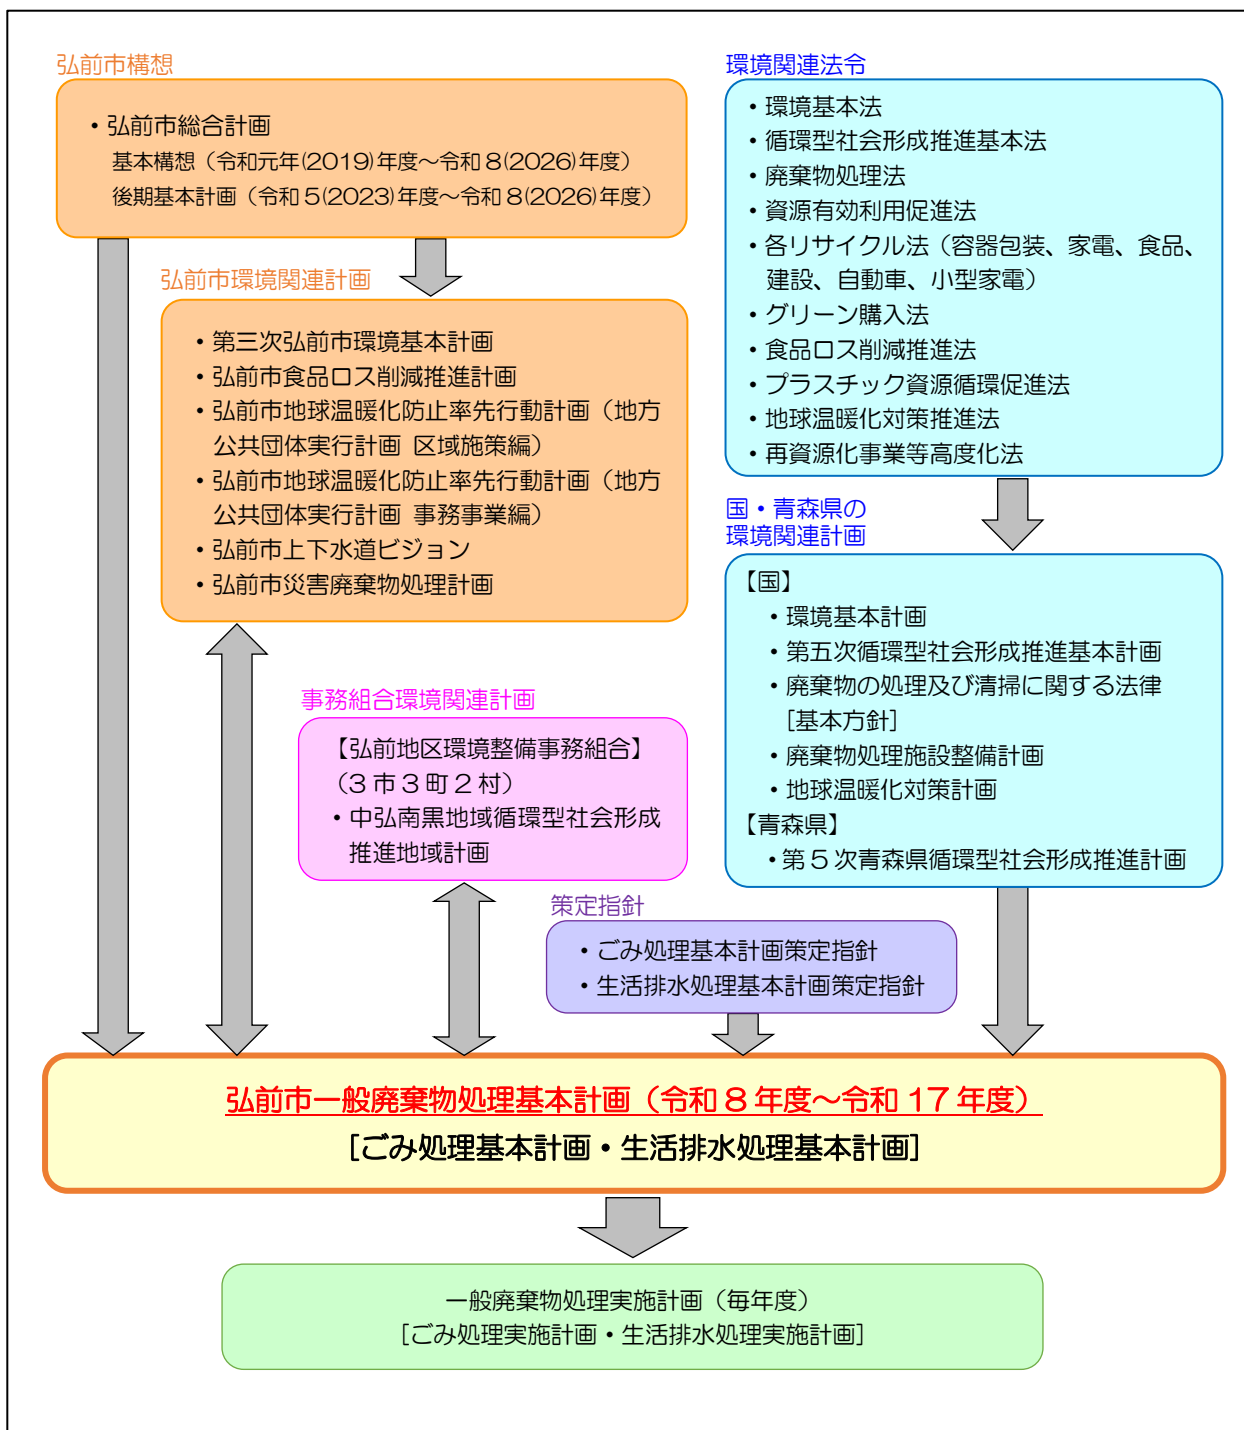 弘前市構想
・弘前市総合計画
基本構想（令和元年(2019)年度～令和8(2026)年度）
後期基本計画（令和5(2023)年度～令和8(2026)年度）
弘前市環境関連計画
・第三次弘前市環境基本計画
・弘前市食品ロス削減推進計画
・弘前市地球温暖化防止率先行動計画（地方
公共団体実行計画 区域施策編）
・弘前市地球温暖化防止率先行動計画（地方
公共団体実行計画 事務事業編）
・弘前市上下水道ビジョン
・弘前市災害廃棄物処理計画
事務組合環境関連計画
【弘前地区環境整備事務組合】
（3市3町2村）
・中弘南黒地域循環型社会形成
推進地域計画
環境関連法令
・環境基本法
・循環型社会形成推進基本法
・廃棄物処理法
・資源有効利用促進法
・各リサイクル法（容器包装、家電、食品、
建設、自動車、小型家電）
・グリーン購入法
・食品ロス削減推進法
・プラスチック資源循環促進法
・地球温暖化対策推進法
・再資源化事業等高度化法
国・青森県の
環境関連計画
【国】
・環境基本計画
・第五次循環型社会形成推進基本計画
・廃棄物の処理及び清掃に関する法律
[基本方針]
・廃棄物処理施設整備計画
・地球温暖化対策計画
【青森県】
・第5次青森県循環型社会形成推進計画
策定指針
・ごみ処理基本計画策定指針
・生活排水処理基本計画策定指針
弘前市一般廃棄物処理基本計画（令和8年度～令和17年度）
[ごみ処理基本計画・生活排水処理基本計画]
一般廃棄物処理実施計画（毎年度）
[ごみ処理実施計画・生活排水処理実施計画]